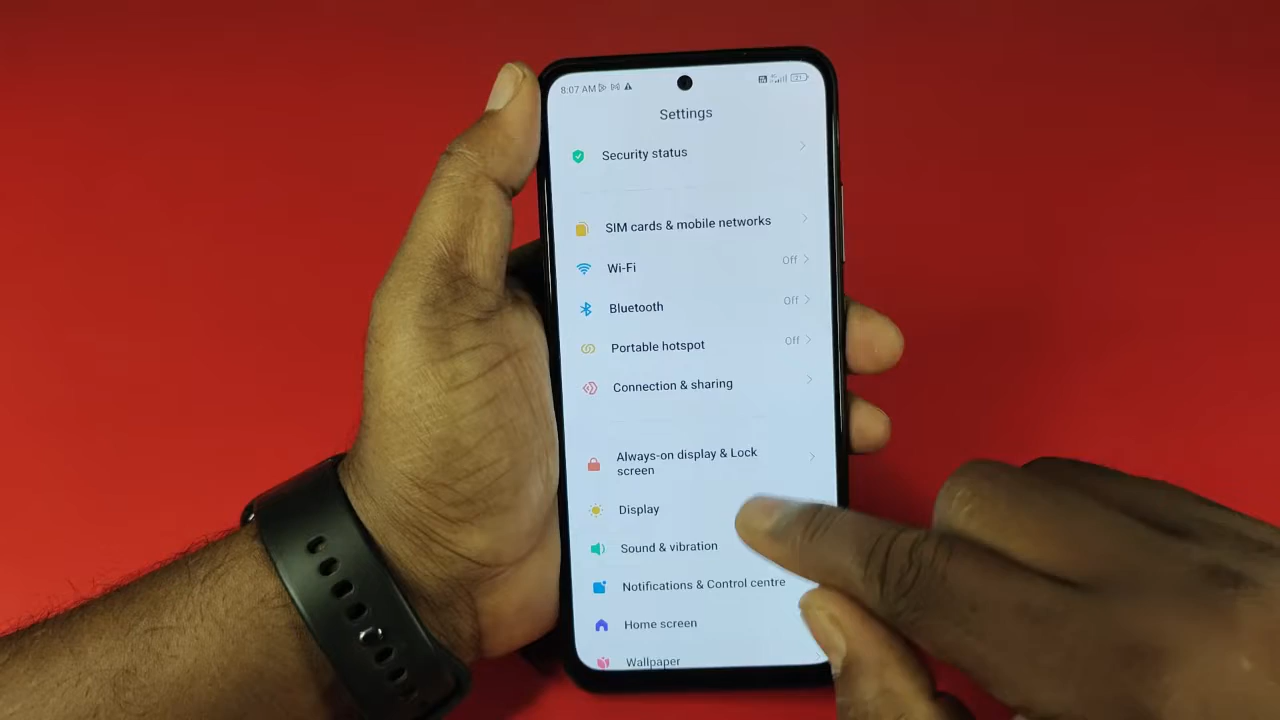 8:07 AM
Settings
Security status
SIM cards & mobile networks
Wi-Fi
Off
Bluetooth
Off
Portable hotspot
Off
Connection & sharing
Always-on display & Lock
screen
Display
Sound & vibration
Notifications & Control centre
Home screen
Wallpaper